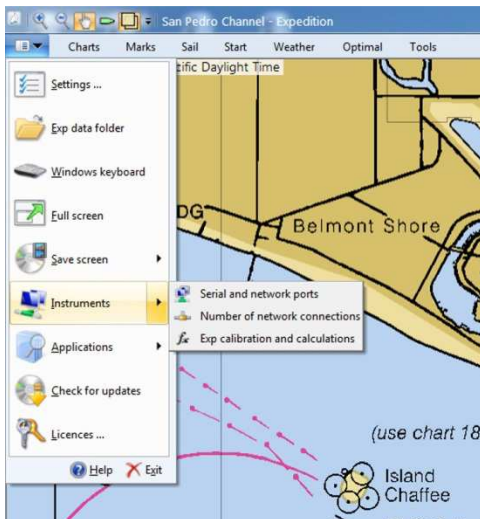 San Pedro Channel - Expedition
Charts Marks Sail Start Weather Optimal Tools
cific Daylight Time
Settings ...
Exp data folder
Windows keyboard
Full screen
Save screen
Instruments
Serial and network ports
Number of network connections
fx Exp calibration and calculations
Applications
Check for updates
Licences ...
Help Exit
DG
Belmont Shore
(use chart 18
Island
Chaffee